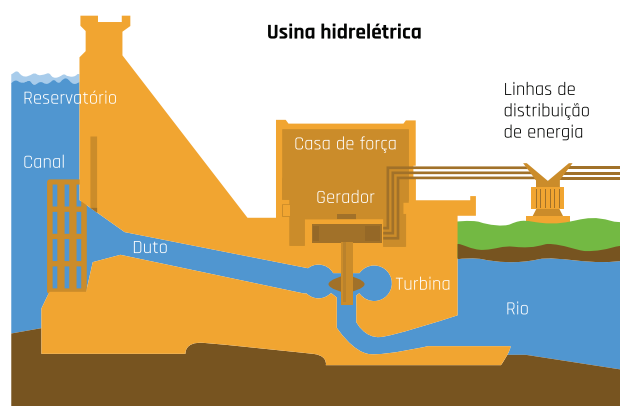 Usina hidrelétrica
Reservatório
Linhas de
distribuição
de energia
Casa de força
Canal
Gerador
Duto
Turbina
Rio